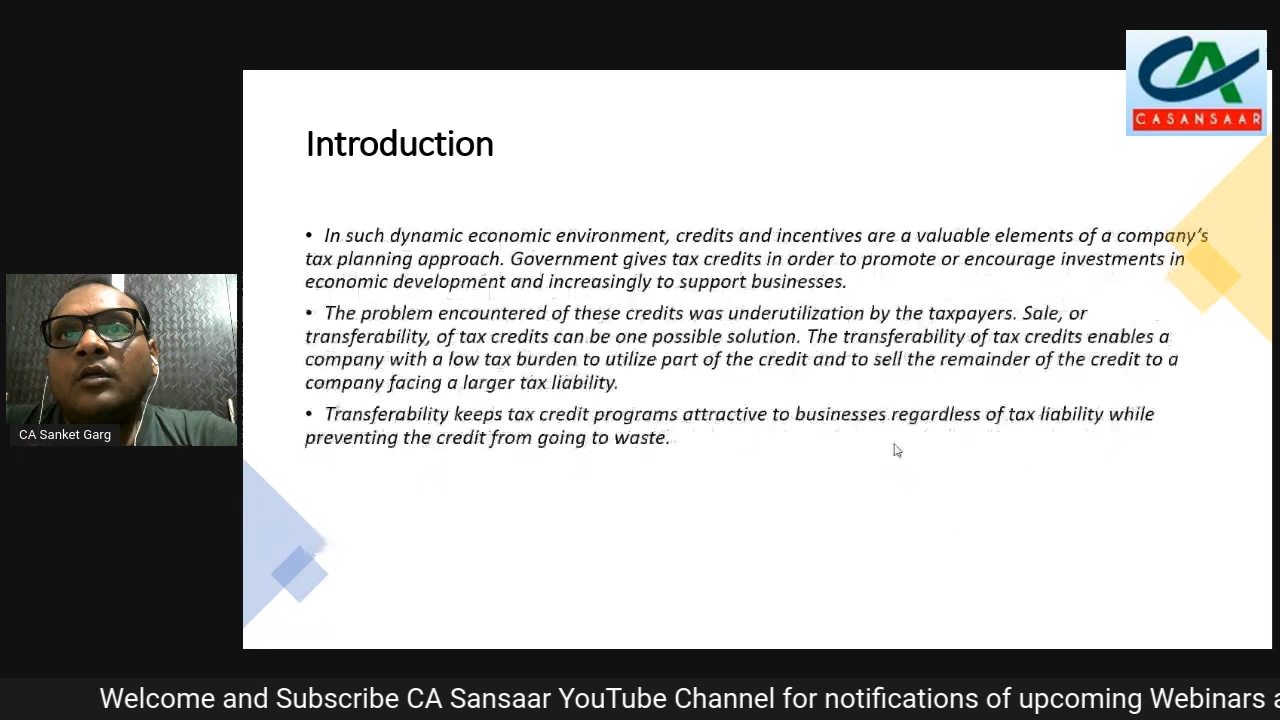 CASANSAAR
Introduction
• In such dynamic economic environment, credits and incentives are a valuable elements of a company's
tax planning approach. Government gives tax credits in order to promote or encourage investments in
economic development and increasingly to support businesses.
• The problem encountered of these credits was underutilization by the taxpayers. Sale, or
transferability, of tax credits can be one possible solution. The transferability of tax credits enables a
company with a low tax burden to utilize part of the credit and to sell the remainder of the credit to a
company facing a larger tax liability.
• Transferability keeps tax credit programs attractive to businesses regardless of tax liability while
preventing the credit from going to waste.
CA Sanket Garg
Welcome and Subscribe CA Sansaar YouTube Channel for notifications of upcoming Webinars a